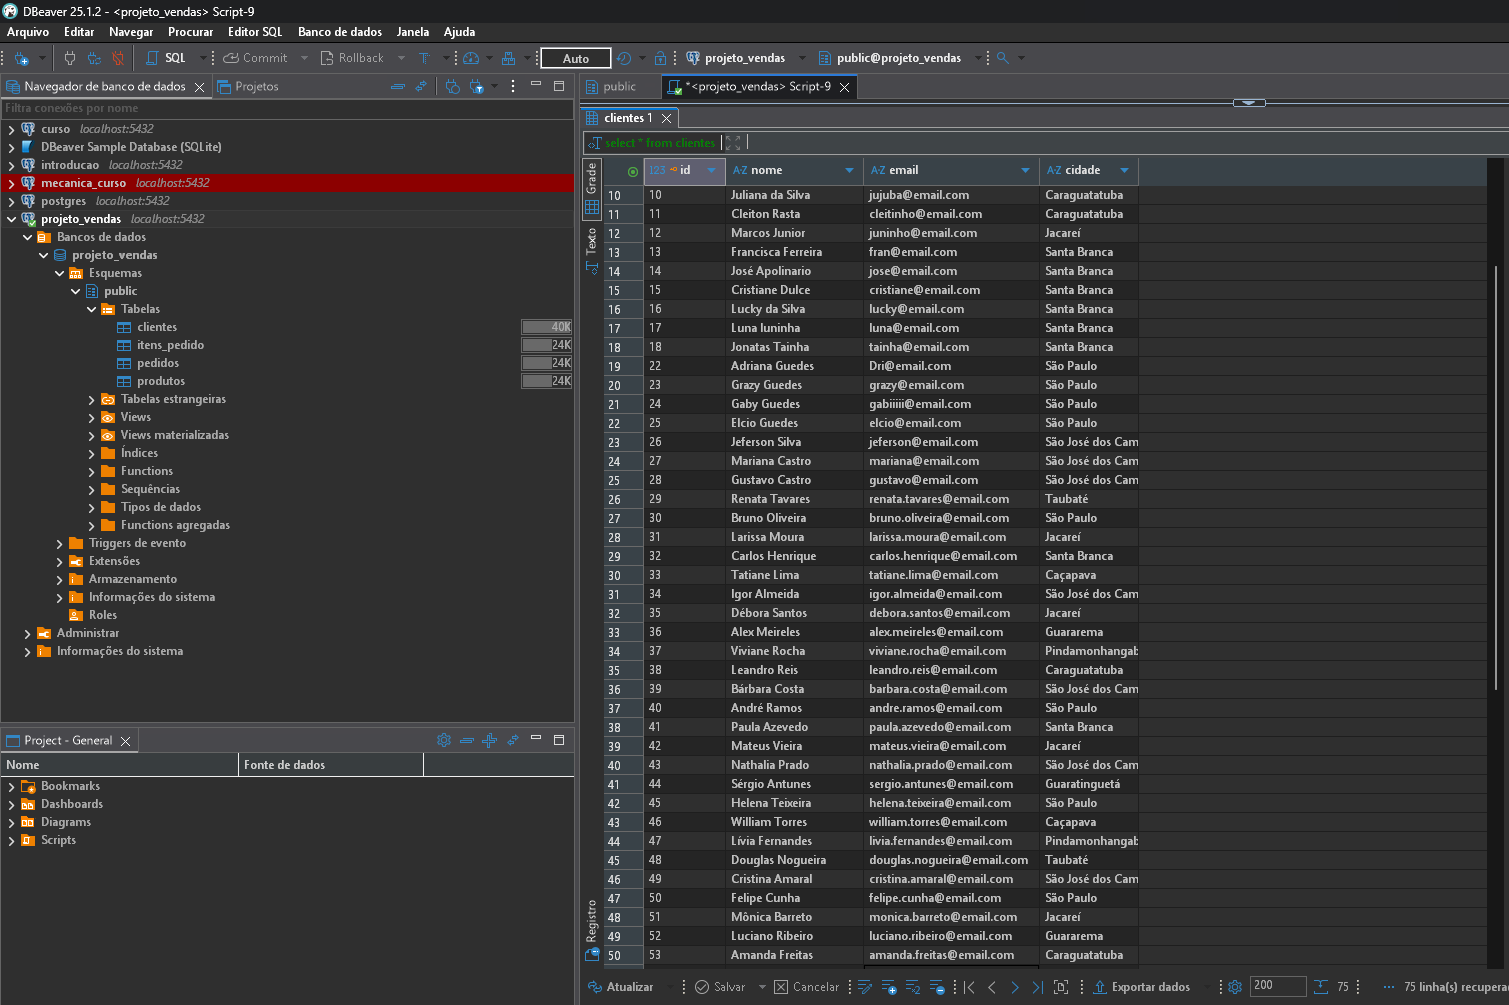 DBeaver 25.1.2 - <projeto_vendas> Script-9
Arquivo Editar Navegar Procurar Editor SQL Banco de dados Janela Ajuda
SQL Commit Rollback T Auto projeto_vendas public@projeto_vendas
Navegador de banco de dados Projetos
Filtra conexões por nome
curso localhost:5432
DBeaver Sample Database (SQLite)
introducao localhost:5432
mecanica_curso localhost:5432
postgres localhost:5432
projeto_vendas localhost:5432
Bancos de dados
projeto_vendas
Esquemas
public
Tabelas
clientes 40K
itens_pedido 24K
pedidos 24K
produtos 24K
Tabelas estrangeiras
Views
Views materializadas
Índices
Functions
Sequências
Tipos de dados
Functions agregadas
Triggers de evento
Extensões
Armazenamento
Informações do sistema
Roles
Administrar
Informações do sistema
Project - General
Nome Fonte de dados
Bookmarks
Dashboards
Diagrams
Scripts
public *<projeto_vendas> Script-9
clientes 1
select * from clientes
Grade
Texto
Registro
123 id A-Z nome A-Z email A-Z cidade
10 10 Juliana da Silva jujuba@email.com Caraguatatuba
11 11 Cleiton Rasta cleitinho@email.com Caraguatatuba
12 12 Marcos Junior juninho@email.com Jacareí
13 13 Francisca Ferreira fran@email.com Santa Branca
14 14 José Apolinario jose@email.com Santa Branca
15 15 Cristiane Dulce cristiane@email.com Santa Branca
16 16 Lucky da Silva lucky@email.com Santa Branca
17 17 Luna luninha luna@email.com Santa Branca
18 18 Jonatas Tainha tainha@email.com Santa Branca
19 22 Adriana Guedes Dri@email.com São Paulo
20 23 Grazy Guedes grazy@email.com São Paulo
21 24 Gaby Guedes gabiiiii@email.com São Paulo
22 25 Elcio Guedes elcio@email.com São Paulo
23 26 Jeferson Silva jeferson@email.com São José dos Cam
24 27 Mariana Castro mariana@email.com São José dos Cam
25 28 Gustavo Castro gustavo@email.com São José dos Cam
26 29 Renata Tavares renata.tavares@email.com Taubaté
27 30 Bruno Oliveira bruno.oliveira@email.com São Paulo
28 31 Larissa Moura larissa.moura@email.com Jacareí
29 32 Carlos Henrique carlos.henrique@email.com Santa Branca
30 33 Tatiane Lima tatiane.lima@email.com Caçapava
31 34 Igor Almeida igor.almeida@email.com São José dos Cam
32 35 Débora Santos debora.santos@email.com Jacareí
33 36 Alex Meireles alex.meireles@email.com Guararema
34 37 Viviane Rocha viviane.rocha@email.com Pindamonhangab
35 38 Leandro Reis leandro.reis@email.com Caraguatatuba
36 39 Bárbara Costa barbara.costa@email.com São José dos Cam
37 40 André Ramos andre.ramos@email.com São Paulo
38 41 Paula Azevedo paula.azevedo@email.com Santa Branca
39 42 Mateus Vieira mateus.vieira@email.com Jacareí
40 43 Nathalia Prado nathalia.prado@email.com São José dos Cam
41 44 Sérgio Antunes sergio.antunes@email.com Guaratinguetá
42 45 Helena Teixeira helena.teixeira@email.com São Paulo
43 46 William Torres william.torres@email.com Caçapava
44 47 Lívia Fernandes livia.fernandes@email.com Pindamonhangab
45 48 Douglas Nogueira douglas.nogueira@email.com Taubaté
46 49 Cristina Amaral cristina.amaral@email.com São José dos Cam
47 50 Felipe Cunha felipe.cunha@email.com São Paulo
48 51 Mônica Barreto monica.barreto@email.com Jacareí
49 52 Luciano Ribeiro luciano.ribeiro@email.com Guararema
50 53 Amanda Freitas amanda.freitas@email.com Caraguatatuba
Atualizar Salvar Cancelar Exportar dados 200 75 ··· 75 linha(s) recupera